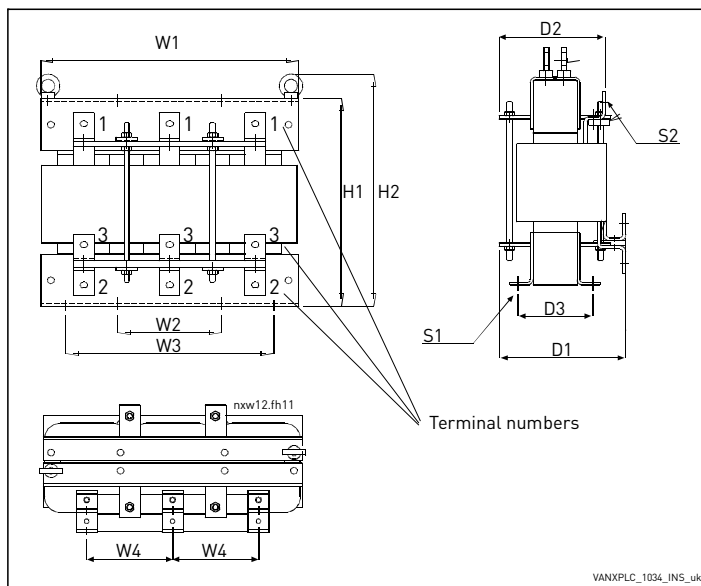 W1
D2
1 1 1
S2
H1
H2
3 3 3
2 2 2
W2
W3
D3
S1
D1
nxw12.fh11
Terminal numbers
W4 W4
VANXPLC_1034_INS_uk